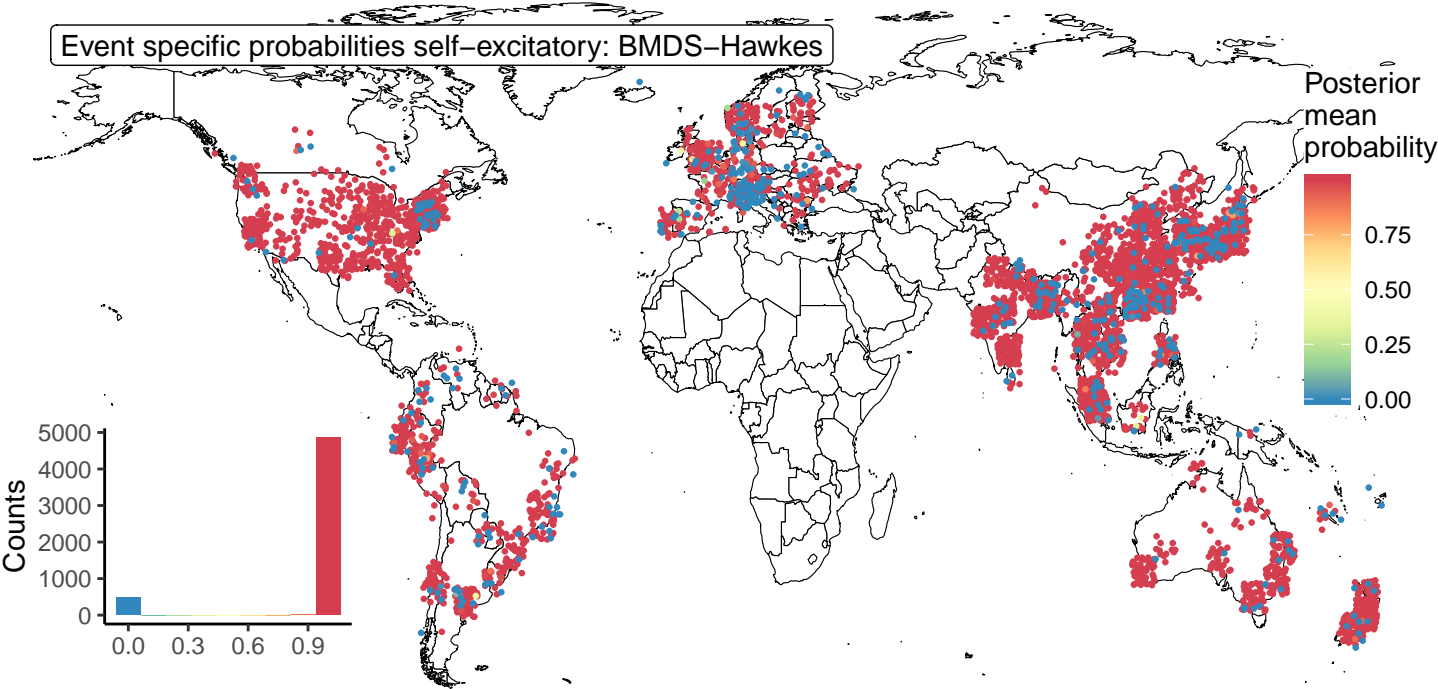 Event specific probabilities self−excitatory: BMDS−Hawkes
Posterior
mean
probability
0.75
0.50
0.25
0.00
Counts
5000
4000
3000
2000
1000
0
0.0 0.3 0.6 0.9